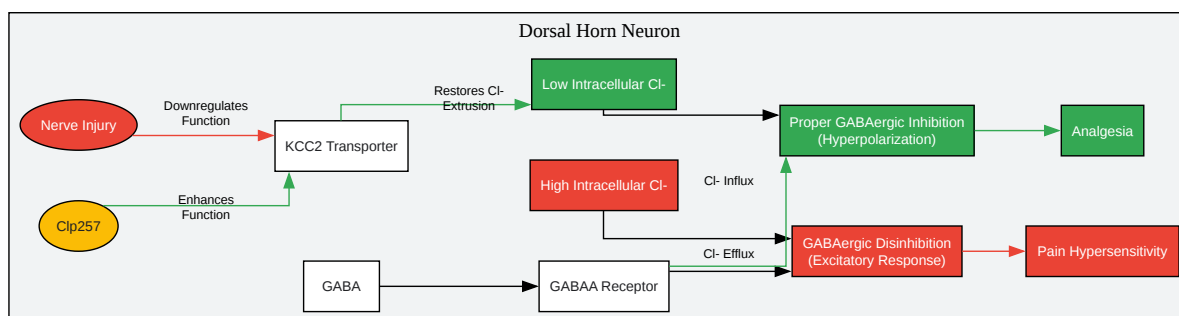 Dorsal Horn Neuron
Nerve Injury
Downregulates
Function
KCC2 Transporter
Restores Cl-
Extrusion
Low Intracellular Cl-
Proper GABAergic Inhibition
(Hyperpolarization)
Analgesia
Clp257
Enhances
Function
High Intracellular Cl-
Cl- Influx
Cl- Efflux
GABAergic Disinhibition
(Excitatory Response)
Pain Hypersensitivity
GABA
GABAA Receptor